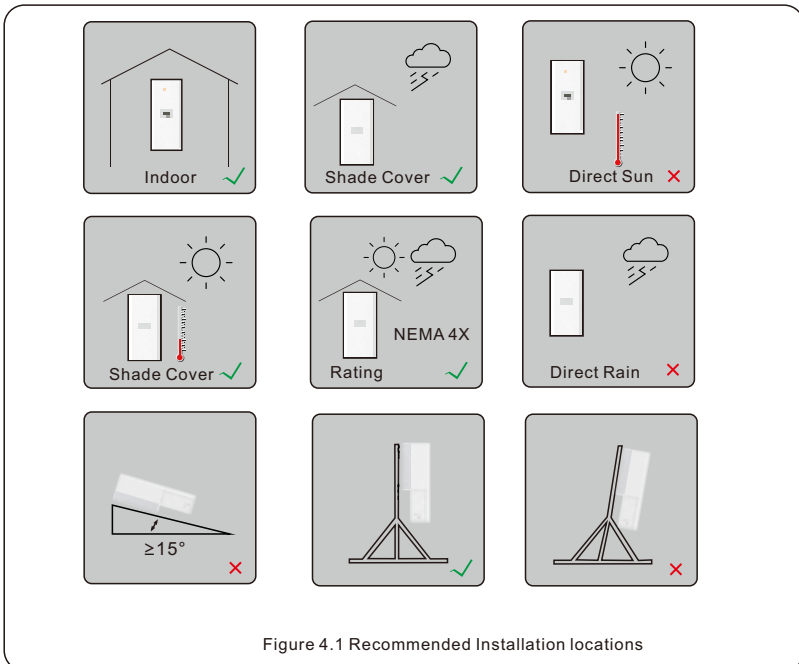 Indoor
Shade Cover
Direct Sun
Shade Cover
NEMA 4X
Rating
Direct Rain
≥15°
Figure 4.1 Recommended Installation locations